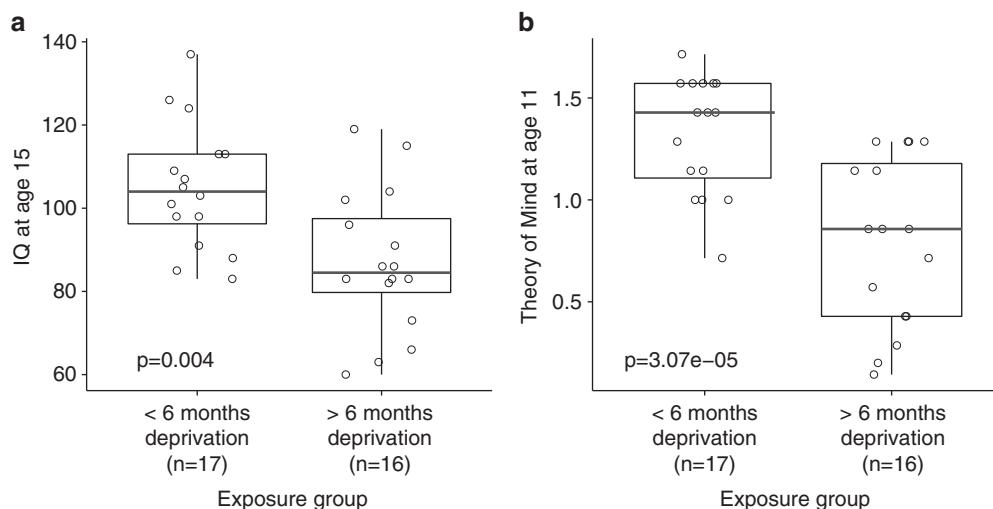 a
140
120
100
80
60
IQ at age 15
p=0.004
< 6 months
deprivation
(n=17)
> 6 months
deprivation
(n=16)
Exposure group
b
1.5
1.0
0.5
Theory of Mind at age 11
p=3.07e−05
< 6 months
deprivation
(n=17)
> 6 months
deprivation
(n=16)
Exposure group